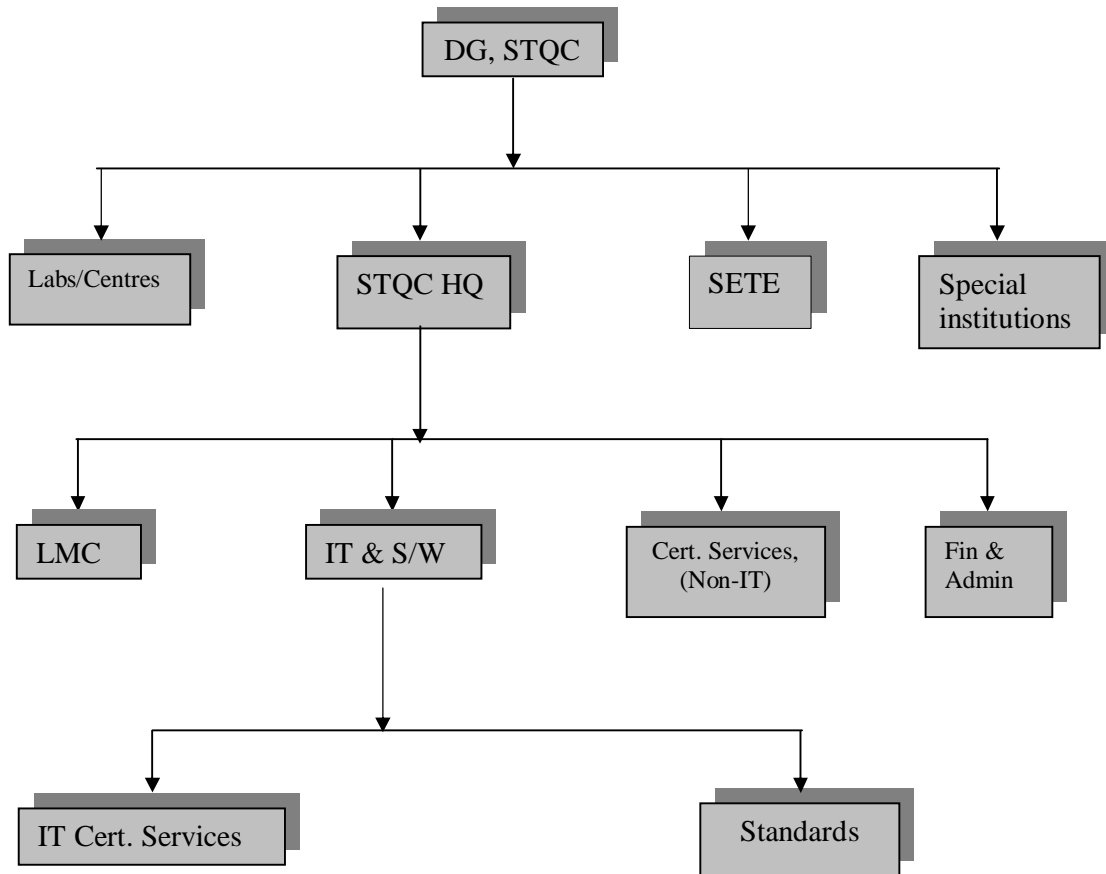 DG, STQC
Labs/Centres
STQC HQ
SETE
Special
institutions
LMC
IT & S/W
Cert. Services,
(Non-IT)
Fin &
Admin
IT Cert. Services
Standards